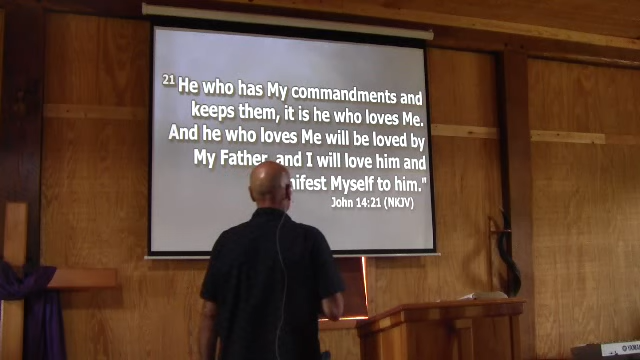 21 He who has My commandments and
keeps them, it is he who loves Me.
And he who loves Me will be loved by
My Father, and I will love him and
nifest Myself to him."
John 14:21 (NKJV)